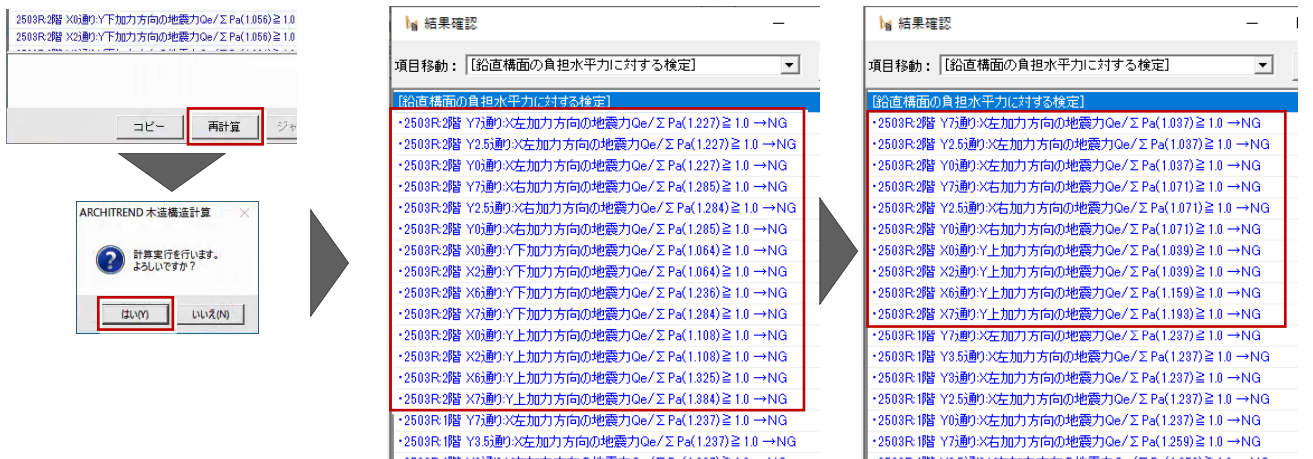 2503R:2階 X0通り:Y下加力方向の地震力Qe/ΣPa(1.056)≧1.0
2503R:2階 X2通り:Y下加力方向の地震力Qe/ΣPa(1.056)≧1.0
コピー
再計算
ジャ
ARCHITREND 木造構造計算
計算実行を行います。
よろしいですか？
はい(Y)
いいえ(N)
結果確認
項目移動： [鉛直構面の負担水平力に対する検定]
[鉛直構面の負担水平力に対する検定]
・2503R:2階 Y7通り:X左加力方向の地震力Qe/ΣPa(1.227)≧1.0 →NG
・2503R:2階 Y2.5通り:X左加力方向の地震力Qe/ΣPa(1.227)≧1.0 →NG
・2503R:2階 Y0通り:X左加力方向の地震力Qe/ΣPa(1.227)≧1.0 →NG
・2503R:2階 Y7通り:X右加力方向の地震力Qe/ΣPa(1.285)≧1.0 →NG
・2503R:2階 Y2.5通り:X右加力方向の地震力Qe/ΣPa(1.284)≧1.0 →NG
・2503R:2階 Y0通り:X右加力方向の地震力Qe/ΣPa(1.285)≧1.0 →NG
・2503R:2階 X0通り:Y下加力方向の地震力Qe/ΣPa(1.064)≧1.0 →NG
・2503R:2階 X2通り:Y下加力方向の地震力Qe/ΣPa(1.064)≧1.0 →NG
・2503R:2階 X6通り:Y下加力方向の地震力Qe/ΣPa(1.236)≧1.0 →NG
・2503R:2階 X7通り:Y下加力方向の地震力Qe/ΣPa(1.284)≧1.0 →NG
・2503R:2階 X0通り:Y上加力方向の地震力Qe/ΣPa(1.108)≧1.0 →NG
・2503R:2階 X2通り:Y上加力方向の地震力Qe/ΣPa(1.108)≧1.0 →NG
・2503R:2階 X6通り:Y上加力方向の地震力Qe/ΣPa(1.325)≧1.0 →NG
・2503R:2階 X7通り:Y上加力方向の地震力Qe/ΣPa(1.384)≧1.0 →NG
・2503R:1階 Y7通り:X左加力方向の地震力Qe/ΣPa(1.237)≧1.0 →NG
・2503R:1階 Y3.5通り:X左加力方向の地震力Qe/ΣPa(1.237)≧1.0 →NG
結果確認
項目移動： [鉛直構面の負担水平力に対する検定]
[鉛直構面の負担水平力に対する検定]
・2503R:2階 Y7通り:X左加力方向の地震力Qe/ΣPa(1.037)≧1.0 →NG
・2503R:2階 Y2.5通り:X左加力方向の地震力Qe/ΣPa(1.037)≧1.0 →NG
・2503R:2階 Y0通り:X左加力方向の地震力Qe/ΣPa(1.037)≧1.0 →NG
・2503R:2階 Y7通り:X右加力方向の地震力Qe/ΣPa(1.071)≧1.0 →NG
・2503R:2階 Y2.5通り:X右加力方向の地震力Qe/ΣPa(1.071)≧1.0 →NG
・2503R:2階 Y0通り:X右加力方向の地震力Qe/ΣPa(1.071)≧1.0 →NG
・2503R:2階 X0通り:Y上加力方向の地震力Qe/ΣPa(1.039)≧1.0 →NG
・2503R:2階 X2通り:Y上加力方向の地震力Qe/ΣPa(1.039)≧1.0 →NG
・2503R:2階 X6通り:Y上加力方向の地震力Qe/ΣPa(1.159)≧1.0 →NG
・2503R:2階 X7通り:Y上加力方向の地震力Qe/ΣPa(1.193)≧1.0 →NG
・2503R:1階 Y7通り:X左加力方向の地震力Qe/ΣPa(1.237)≧1.0 →NG
・2503R:1階 Y3.5通り:X左加力方向の地震力Qe/ΣPa(1.237)≧1.0 →NG
・2503R:1階 Y3通り:X左加力方向の地震力Qe/ΣPa(1.237)≧1.0 →NG
・2503R:1階 Y2.5通り:X左加力方向の地震力Qe/ΣPa(1.237)≧1.0 →NG
・2503R:1階 Y0通り:X左加力方向の地震力Qe/ΣPa(1.237)≧1.0 →NG
・2503R:1階 Y7通り:X右加力方向の地震力Qe/ΣPa(1.259)≧1.0 →NG